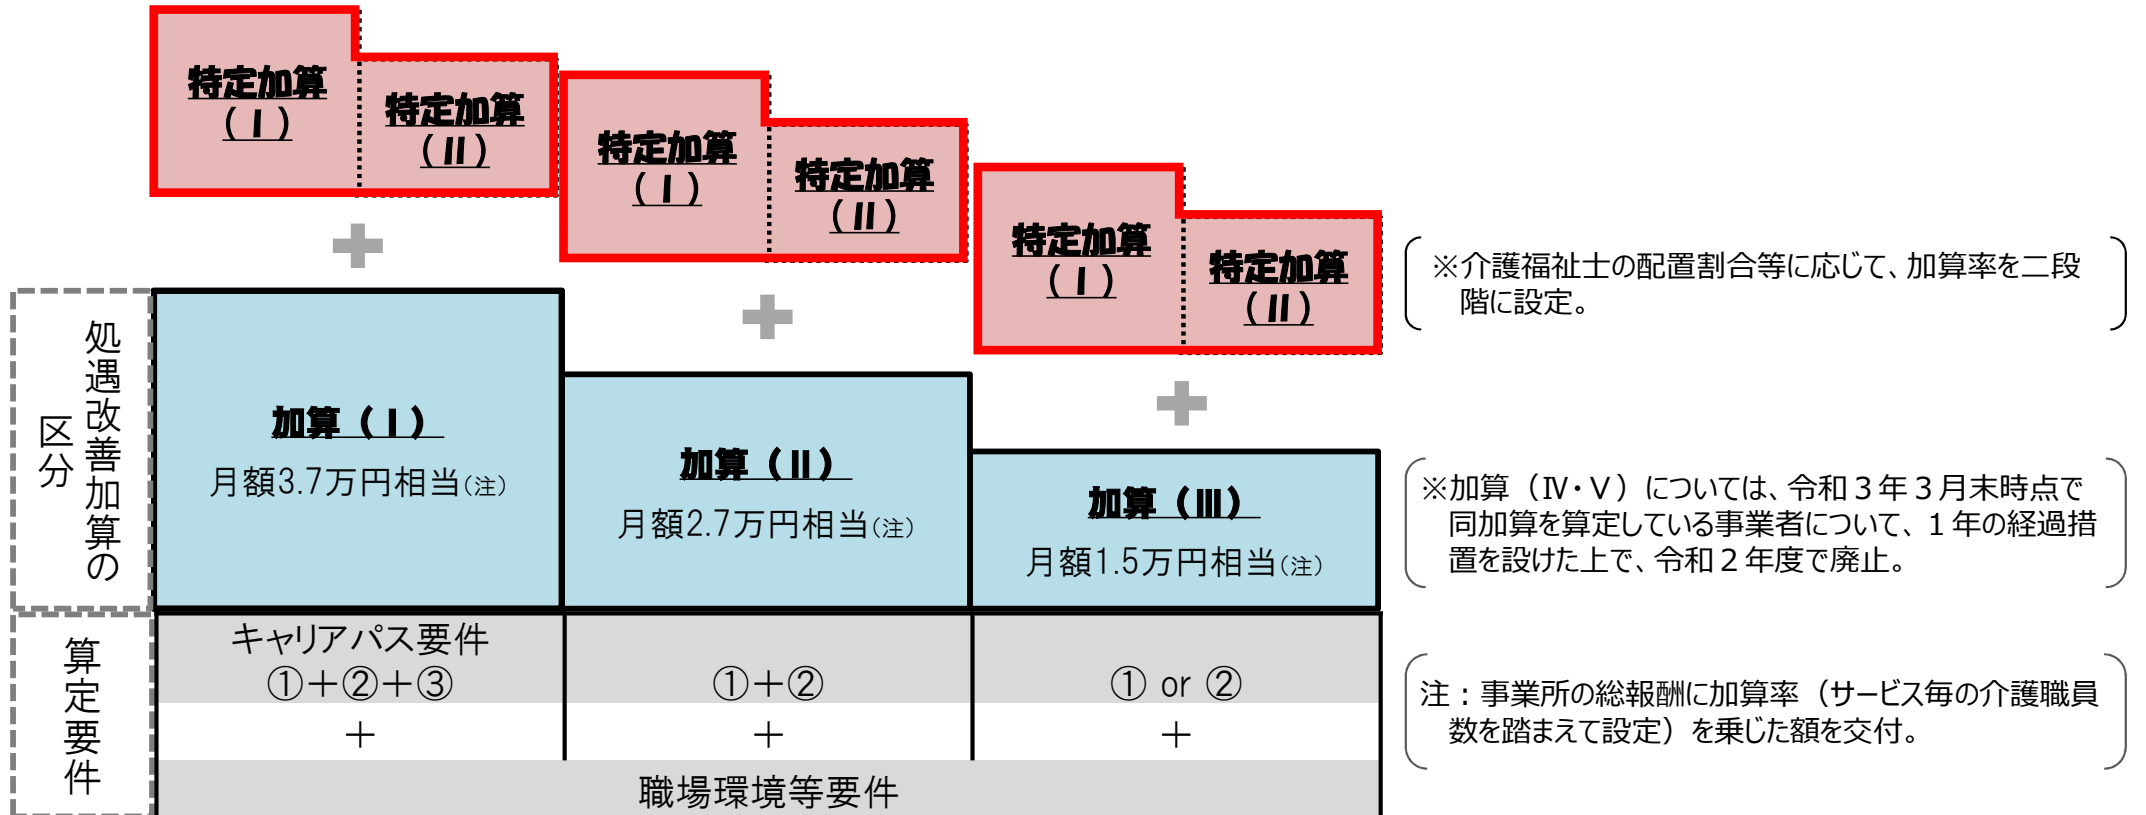 特定加算
(Ⅰ)
特定加算
(Ⅱ)
特定加算
(Ⅰ)
特定加算
(Ⅱ)
特定加算
(Ⅰ)
特定加算
(Ⅱ)
※介護福祉士の配置割合等に応じて、加算率を二段
階に設定。
処遇改善加算の
区分
加算(Ⅰ)
月額3.7万円相当(注)
加算(Ⅱ)
月額2.7万円相当(注)
加算(Ⅲ)
月額1.5万円相当(注)
※加算(Ⅳ・Ⅴ)については、令和3年3月末時点で
同加算を算定している事業者について、1年の経過措
置を設けた上で、令和2年度で廃止。
算定要件
キャリアパス要件
①+②+③
①+②
① or ②
+
+
+
職場環境等要件
注:事業所の総報酬に加算率(サービス毎の介護職員
数を踏まえて設定)を乗じた額を交付。